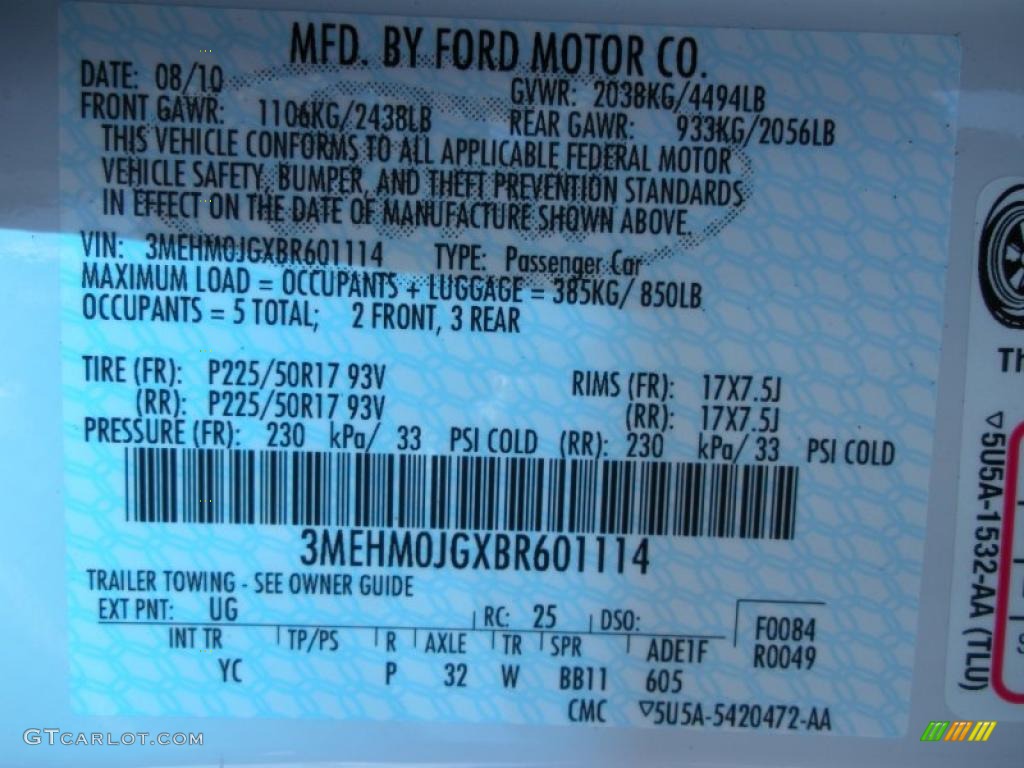 MFD. BY FORD MOTOR CO.
DATE: 08/10 GVWR: 2038KG/4494LB
FRONT GAWR: 1106KG/2438LB REAR GAWR: 933KG/2056LB
THIS VEHICLE CONFORMS TO ALL APPLICABLE FEDERAL MOTOR
VEHICLE SAFETY, BUMPER, AND THEFT PREVENTION STANDARDS
IN EFFECT ON THE DATE OF MANUFACTURE SHOWN ABOVE.
VIN: 3MEHM0JGXBR601114 TYPE: Passenger Car
MAXIMUM LOAD = OCCUPANTS + LUGGAGE = 385KG/ 850LB
OCCUPANTS = 5 TOTAL; 2 FRONT, 3 REAR
TIRE (FR): P225/50R17 93V RIMS (FR): 17X7.5J
(RR): P225/50R17 93V (RR): 17X7.5J
PRESSURE (FR): 230 kPa/ 33 PSI COLD (RR): 230 kPa/ 33 PSI COLD
3MEHM0JGXBR601114
TRAILER TOWING - SEE OWNER GUIDE
EXT PNT: UG RC: 25 DSO: F0084
INT TR TP/PS R AXLE TR SPR ADE1F R0049
YC P 32 W BB11 605
CMC ▽5U5A-5420472-AA
Th
▽5U5A-1532-AA (TLU)
GTCARLOT.COM